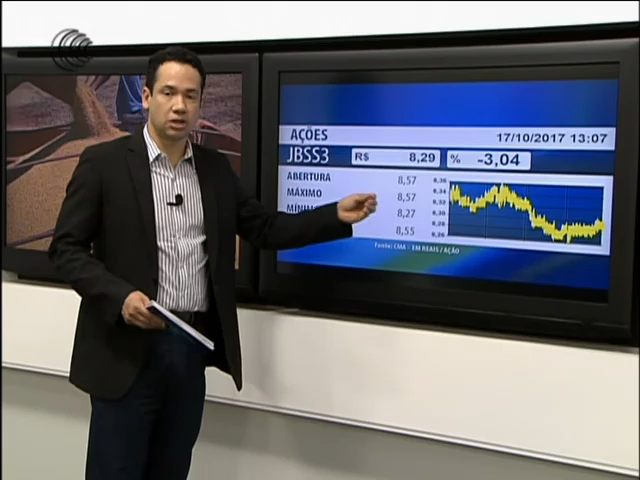 AÇÕES 17/10/2017 13:07
JBSS3 R$ 8,29 % -3,04
ABERTURA 8,57
MÁXIMO 8,57
8,27
8,55
8,36
8,34
8,32
8,30
8,28
8,26
Fonte: CMA - EM REAIS / AÇÃO